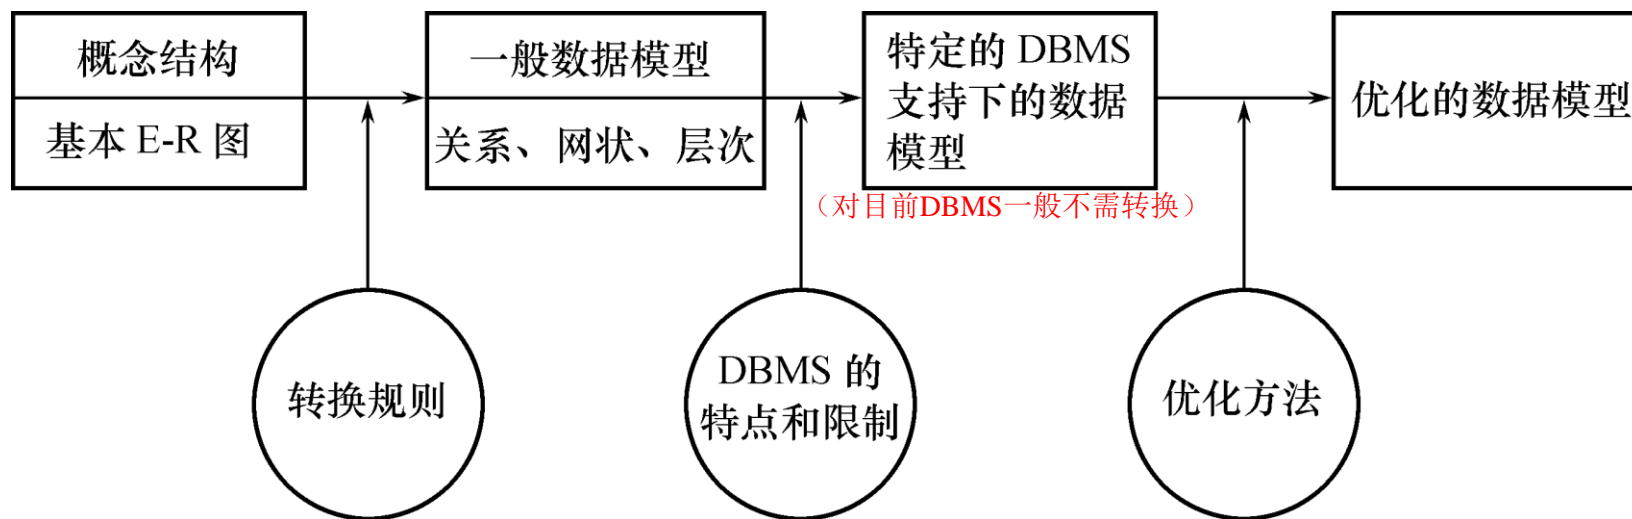 概念结构
基本 E-R 图
一般数据模型
关系、网状、层次
特定的 DBMS
支持下的数据
模型
(对目前DBMS一般不需转换)
优化的数据模型
转换规则
DBMS 的
特点和限制
优化方法